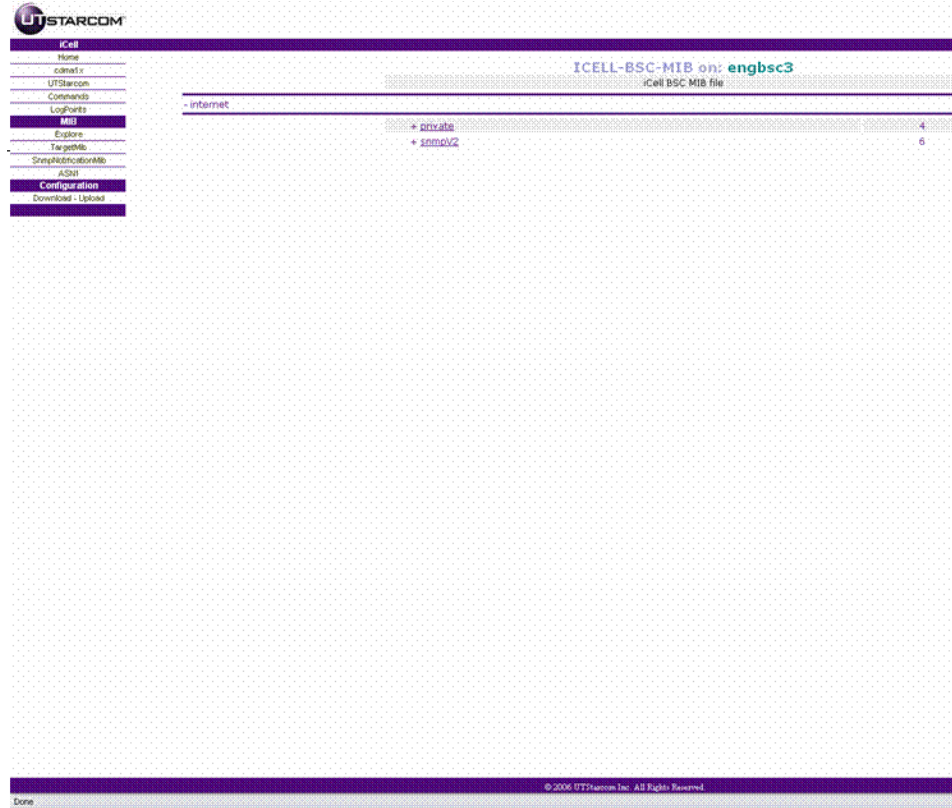 UTSTARCOM
iCell
Home
cdma1x
UTStarcom
Commands
LogPoints
MIB
Explore
TargetMib
SnmpNotificationMib
ASN1
Configuration
Download - Upload
ICELL-BSC-MIB on: engbsc3
iCell BSC MIB file
- internet
+ private 4
+ snmpV2 6
© 2006 UTStarcom Inc. All Rights Reserved.
Done